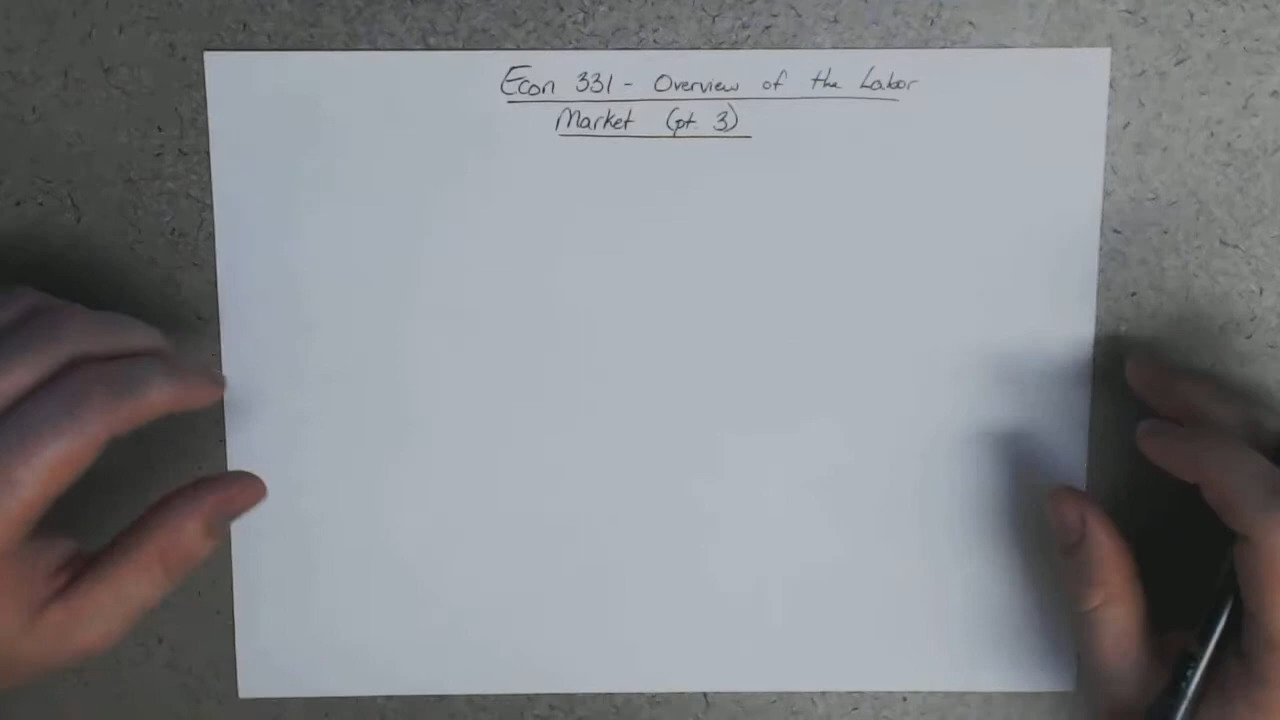 Econ 331 - Overview of the Labor
Market (pt. 3)